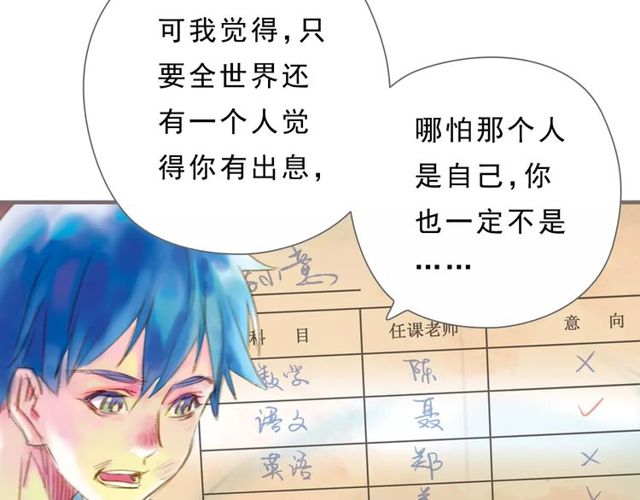 可我觉得，只
要全世界还
有一个人觉
得你有出息，
哪怕那个人
是自己，你
也一定不是
……
科 目 任课老师 意 向
数学 陈 ×
语文 聂 ✓
英语 郑 ×